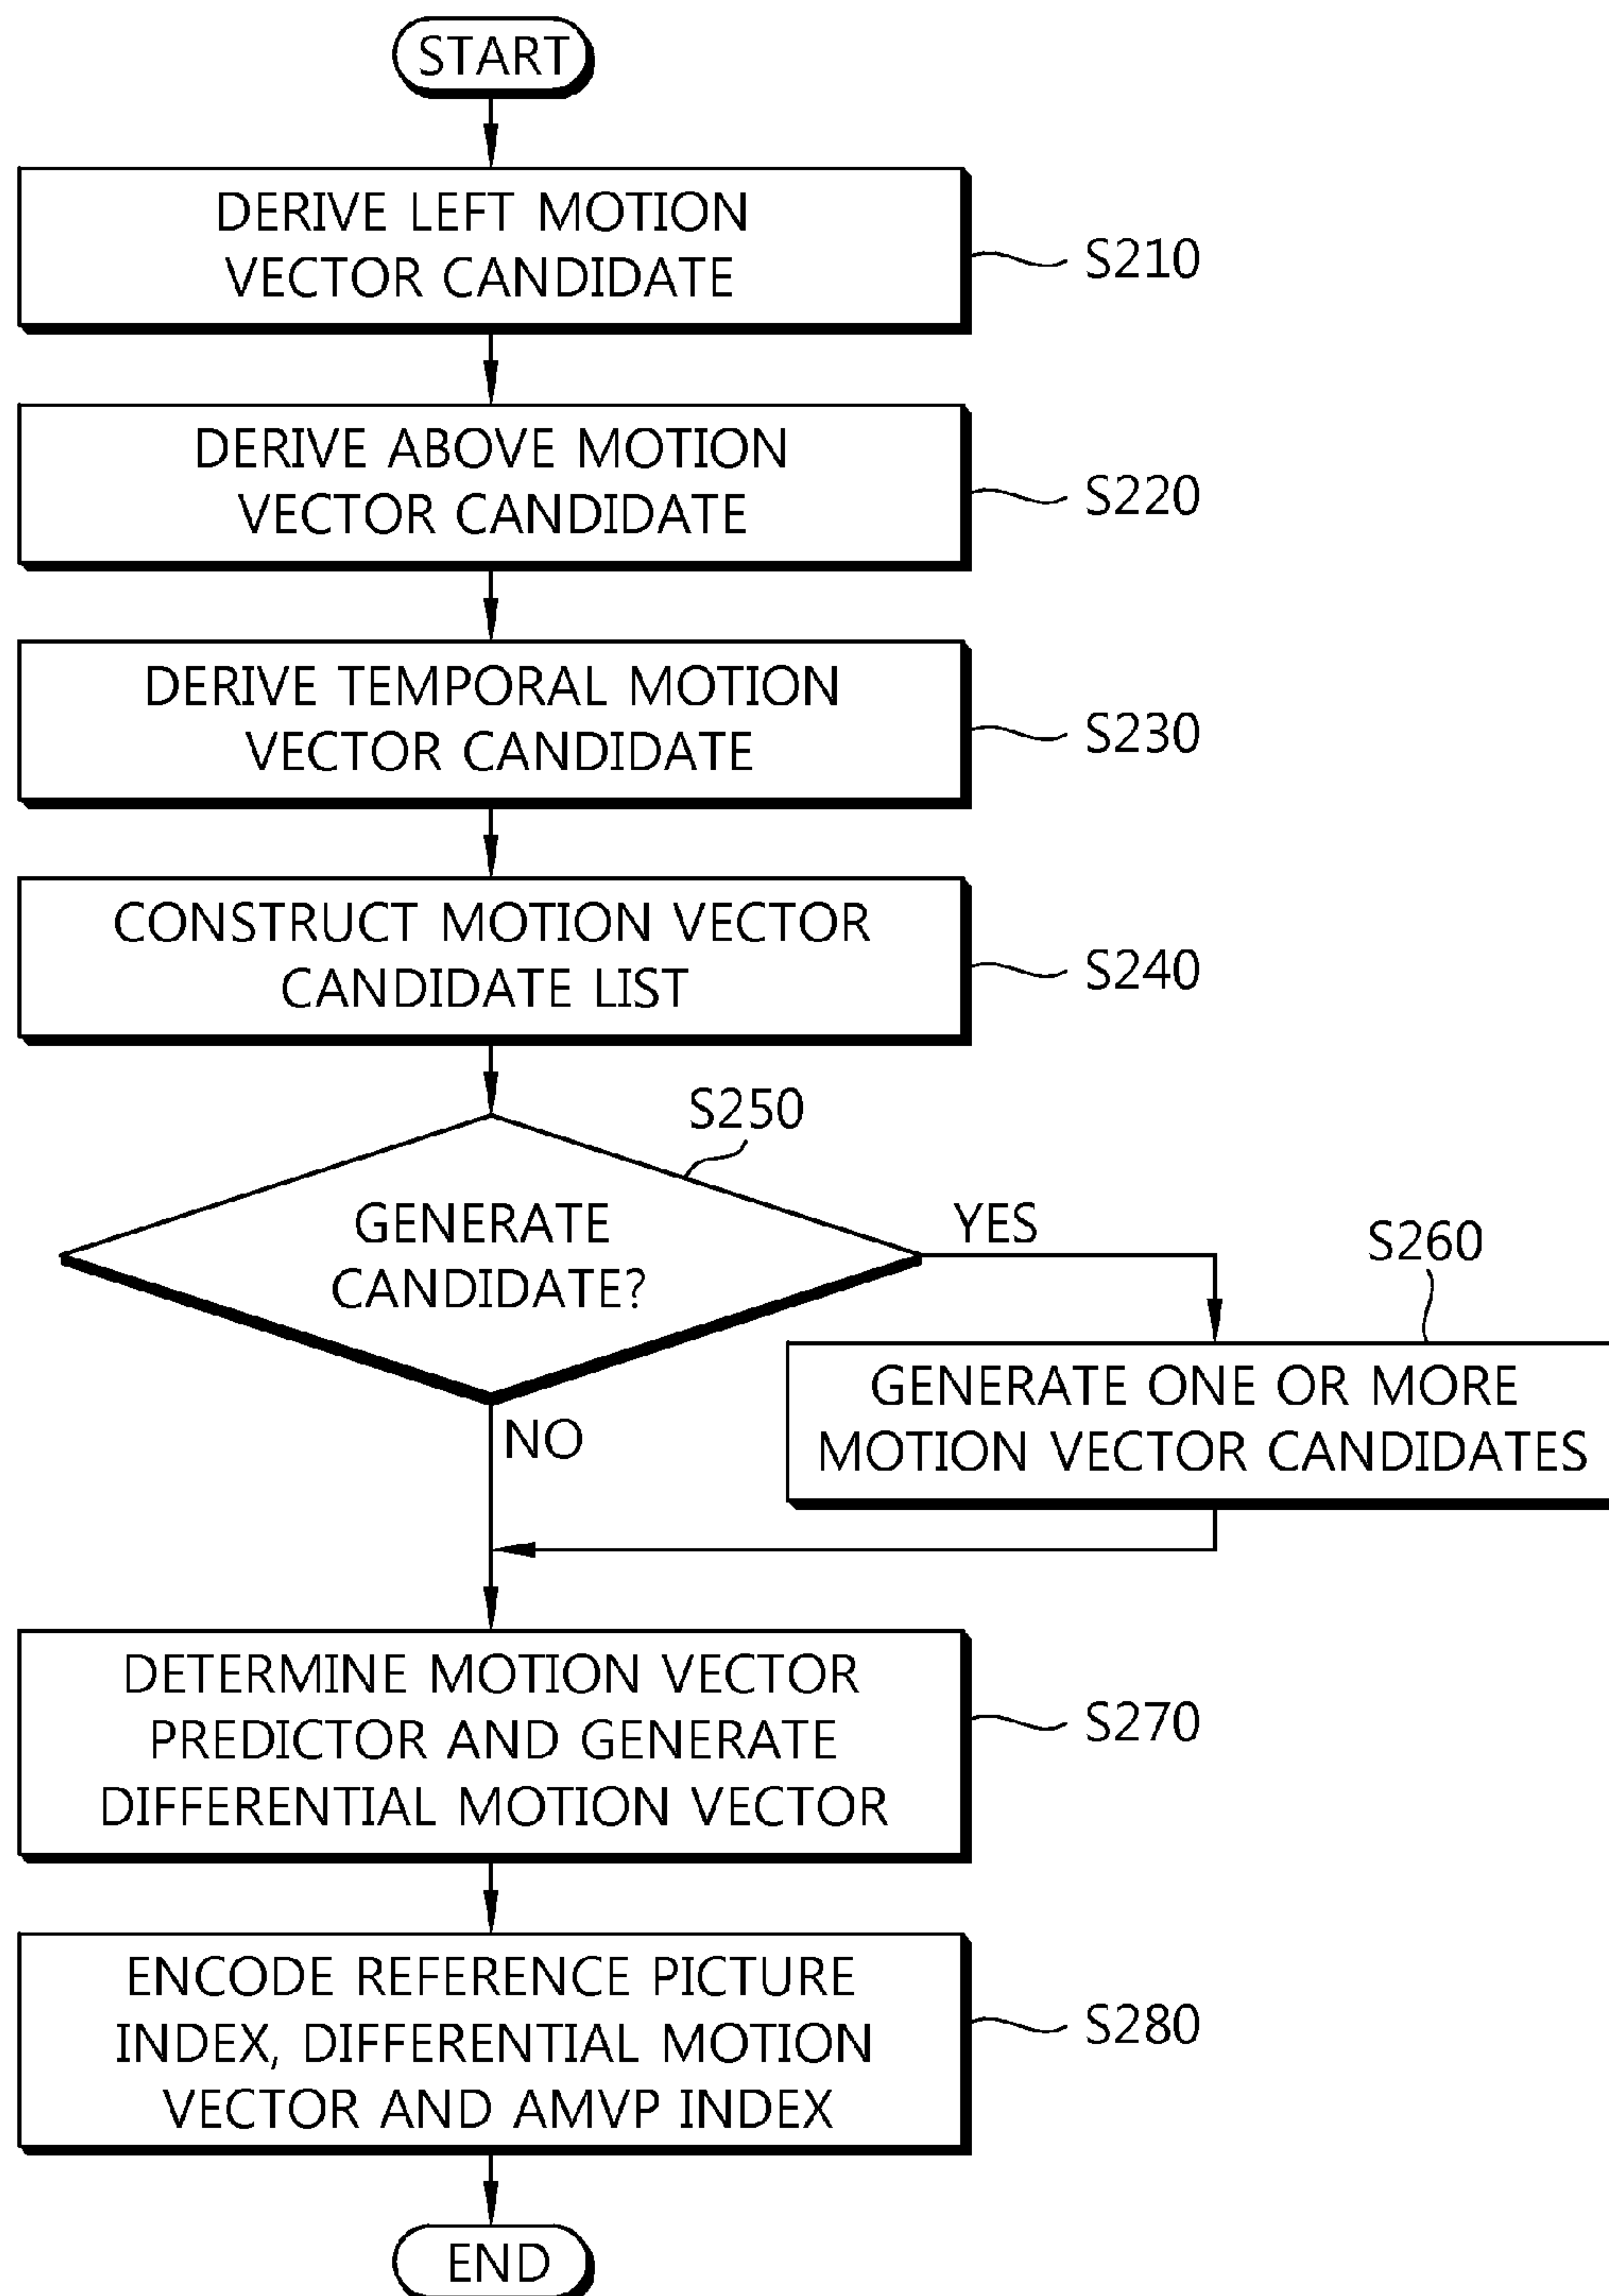 START
DERIVE LEFT MOTION
VECTOR CANDIDATE
S210
DERIVE ABOVE MOTION
VECTOR CANDIDATE
S220
DERIVE TEMPORAL MOTION
VECTOR CANDIDATE
S230
CONSTRUCT MOTION VECTOR
CANDIDATE LIST
S240
S250
GENERATE
CANDIDATE?
YES
S260
GENERATE ONE OR MORE
MOTION VECTOR CANDIDATES
NO
DETERMINE MOTION VECTOR
PREDICTOR AND GENERATE
DIFFERENTIAL MOTION VECTOR
S270
ENCODE REFERENCE PICTURE
INDEX, DIFFERENTIAL MOTION
VECTOR AND AMVP INDEX
S280
END